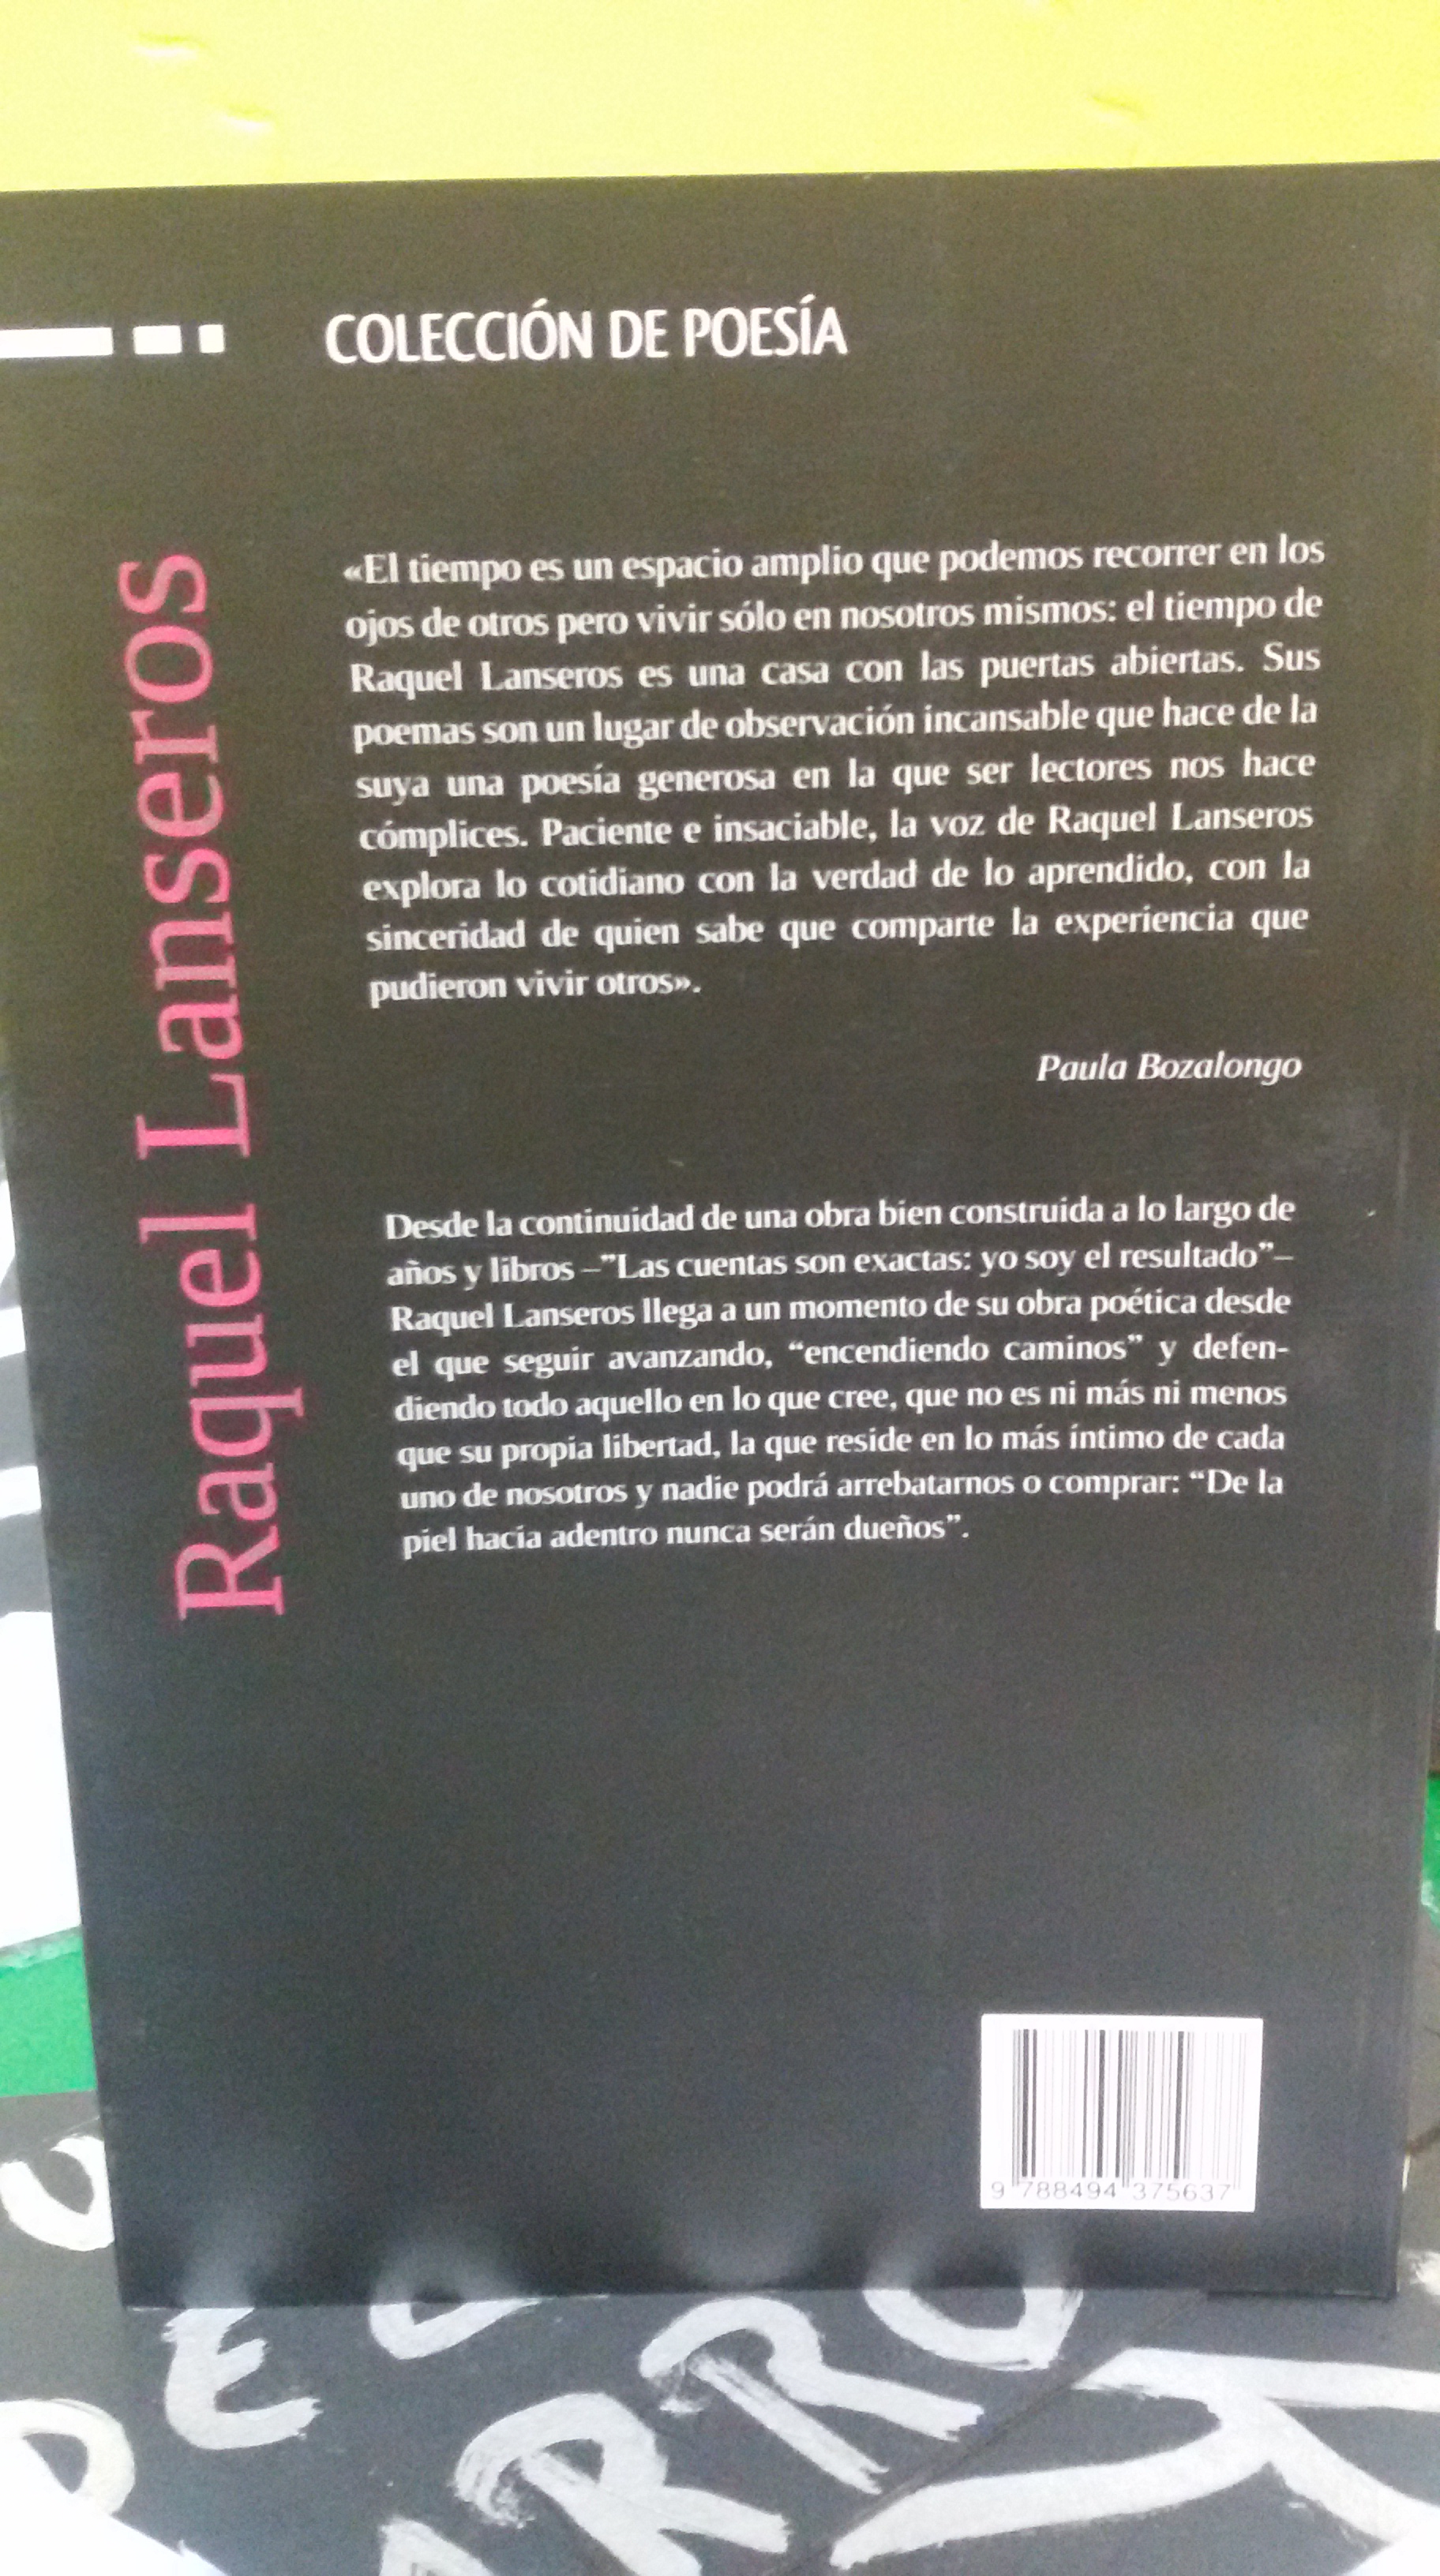 COLECCIÓN DE POESÍA
Raquel Lanseros
«El tiempo es un espacio amplio que podemos recorrer en los
ojos de otros pero vivir sólo en nosotros mismos: el tiempo de
Raquel Lanseros es una casa con las puertas abiertas. Sus
poemas son un lugar de observación incansable que hace de la
suya una poesía generosa en la que ser lectores nos hace
cómplices. Paciente e insaciable, la voz de Raquel Lanseros
explora lo cotidiano con la verdad de lo aprendido, con la
sinceridad de quien sabe que comparte la experiencia que
pudieron vivir otros».
Paula Bozalongo
Desde la continuidad de una obra bien construida a lo largo de
años y libros –”Las cuentas son exactas: yo soy el resultado”–
Raquel Lanseros llega a un momento de su obra poética desde
el que seguir avanzando, “encendiendo caminos” y defen-
diendo todo aquello en lo que cree, que no es ni más ni menos
que su propia libertad, la que reside en lo más íntimo de cada
uno de nosotros y nadie podrá arrebatarnos o comprar: “De la
piel hacia adentro nunca serán dueños”.
9 788494 375637